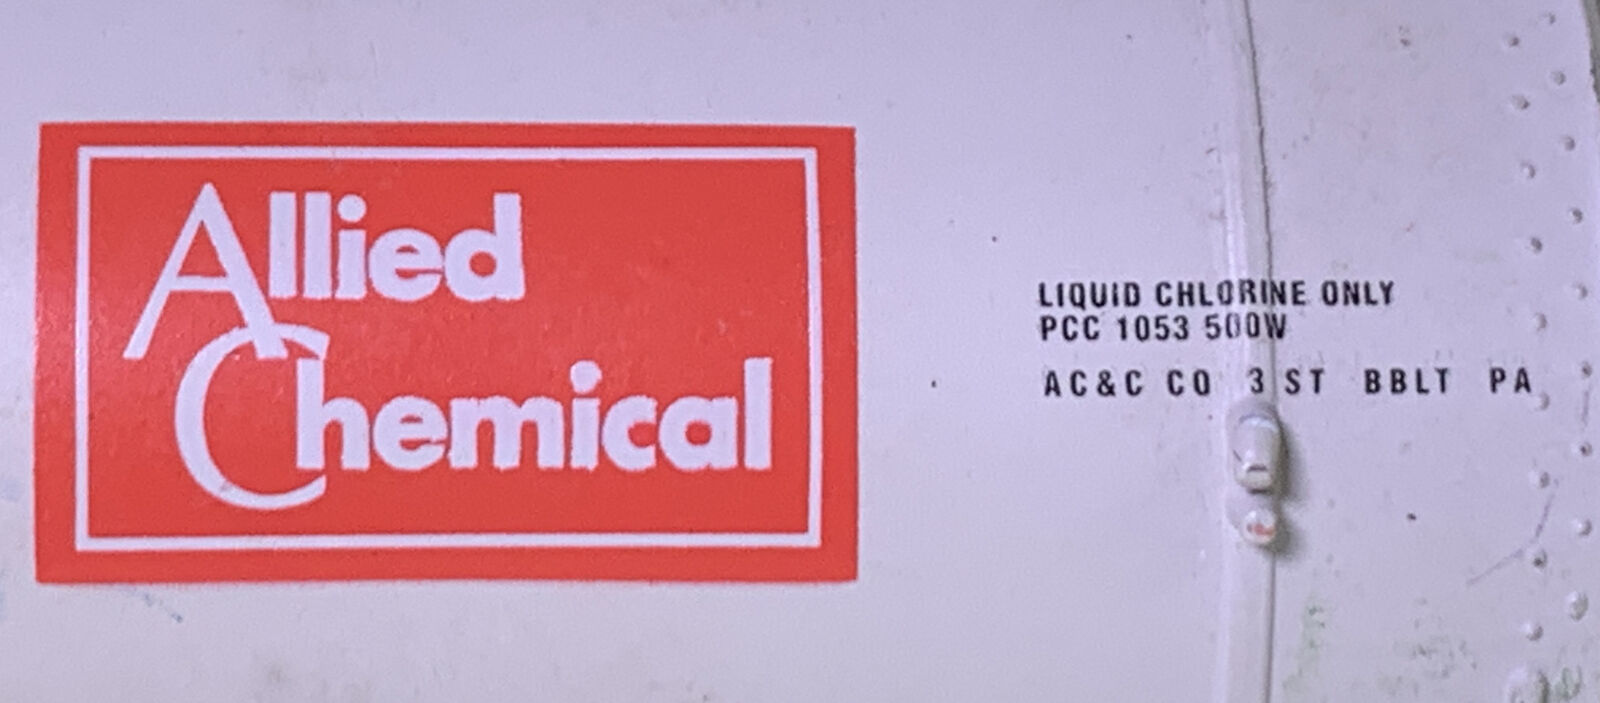 Allied
Chemical
LIQUID CHLORINE ONLY
PCC 1053 500W
AC&C CO 3 ST BBLT PA